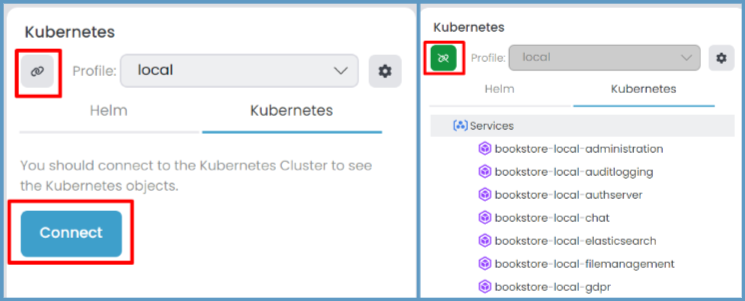 Kubernetes
Profile: local
Helm Kubernetes
You should connect to the Kubernetes Cluster to see
the Kubernetes objects.
Connect
Kubernetes
Profile: local
Helm Kubernetes
Services
bookstore-local-administration
bookstore-local-auditlogging
bookstore-local-authserver
bookstore-local-chat
bookstore-local-elasticsearch
bookstore-local-filemanagement
bookstore-local-gdpr